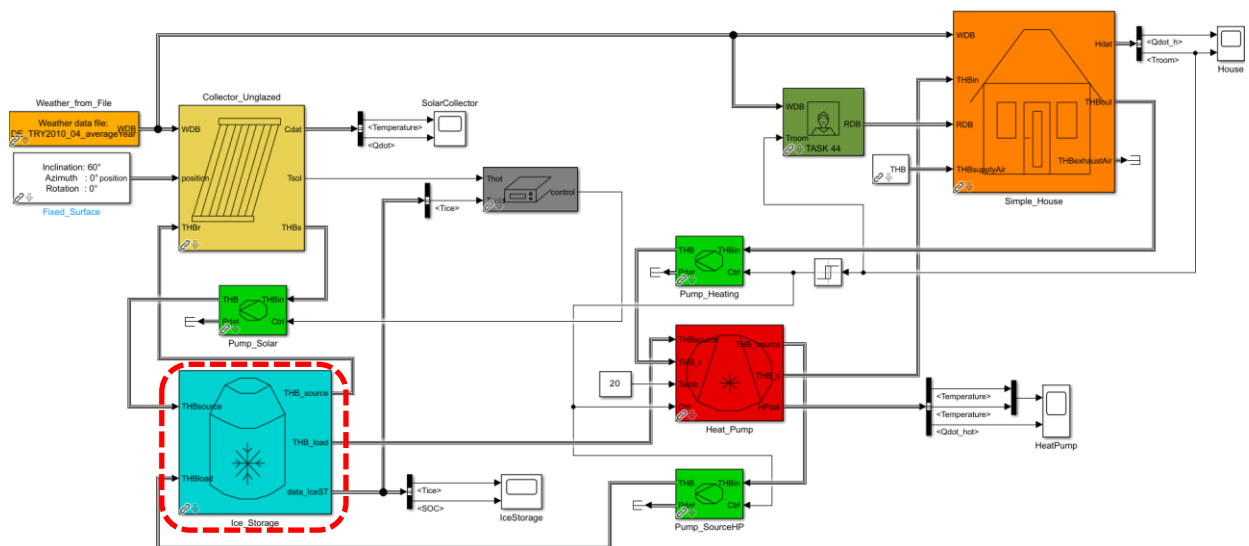 WDB
Hdat
<Qdot_h>
<Troom>
House
THBin
THBout
RDB
THBsupplyAir
THBexhaustAir
Simple_House
Weather_from_File
Weather data file:
DE_TRY2010_04_averageYear
WDB
Inclination: 60°
Azimuth : 0°
Rotation : 0°
position
Fixed_Surface
Collector_Unglazed
WDB
Cdat
position
Tsol
THBr
THBs
SolarCollector
<Temperature>
<Qdot>
<Tice>
Thot
control
WDB
RDB
Troom
TASK 44
THB
THB
THBin
Pdat
Ctrl
Pump_Heating
THB
THBin
Pdat
Ctrl
Pump_Solar
THBsource
THB_source
THB_r
THB_s
20
Tamb
Ctrl
HPdat
Heat_Pump
<Temperature>
<Temperature>
<Qdot_hot>
HeatPump
THBsource
THB_source
THB_load
THBload
data_IceST
Ice_Storage
<Tice>
<SOC>
IceStorage
THB
THBin
Pdat
Ctrl
Pump_SourceHP